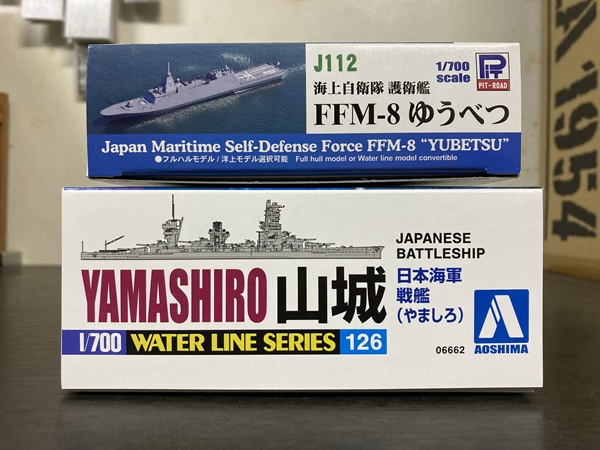 J112
1/700
scale
PIT
PIT-ROAD
海上自衛隊 護衛艦
FFM-8 ゆうべつ
Japan Maritime Self-Defense Force FFM-8 "YUBETSU"
●フルハルモデル / 洋上モデル選択可能 Full hull model or Water line model convertible
YAMASHIRO 山城
JAPANESE
BATTLESHIP
日本海軍
戦艦
(やましろ)
1/700 WATER LINE SERIES 126
06662
AOSHIMA
A 1954